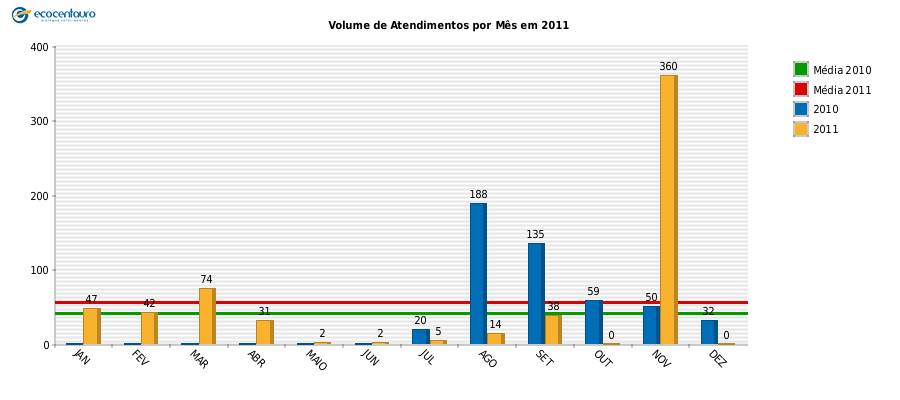 ecocentauro
Volume de Atendimentos por Mês em 2011
400
300
200
100
0
47
42
74
31
2
2
20
5
188
14
135
38
59
0
50
360
32
0
JAN
FEV
MAR
ABR
MAIO
JUN
JUL
AGO
SET
OUT
NOV
DEZ
Média 2010
Média 2011
2010
2011